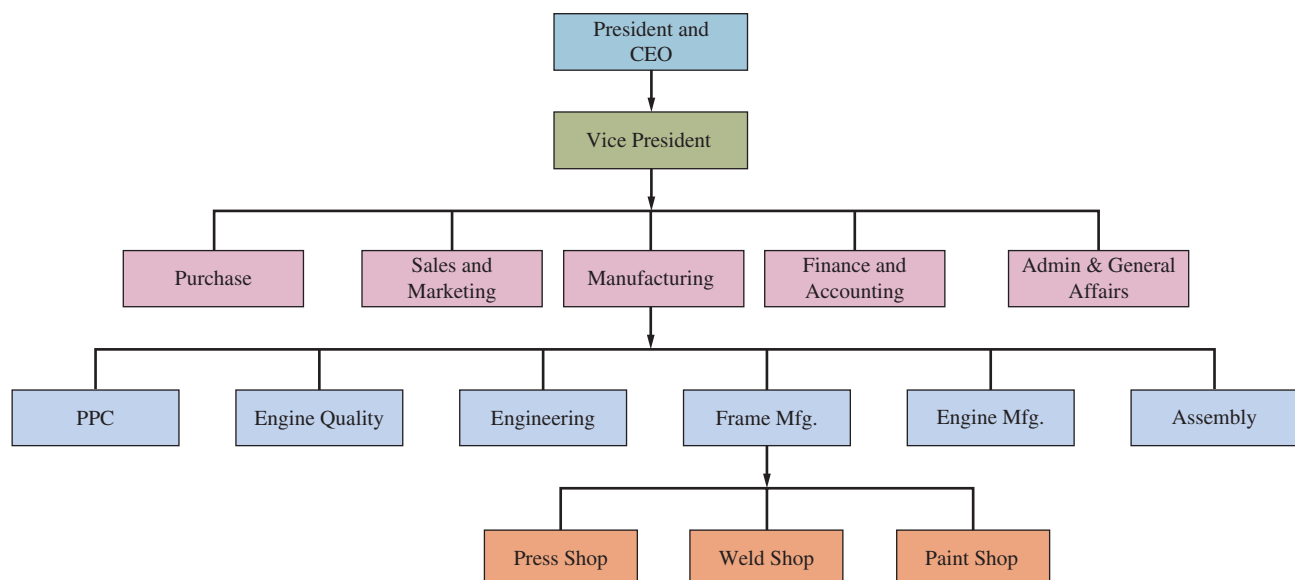 President and
CEO
Vice President
Purchase
Sales and
Marketing
Manufacturing
Finance and
Accounting
Admin & General
Affairs
PPC
Engine Quality
Engineering
Frame Mfg.
Engine Mfg.
Assembly
Press Shop
Weld Shop
Paint Shop